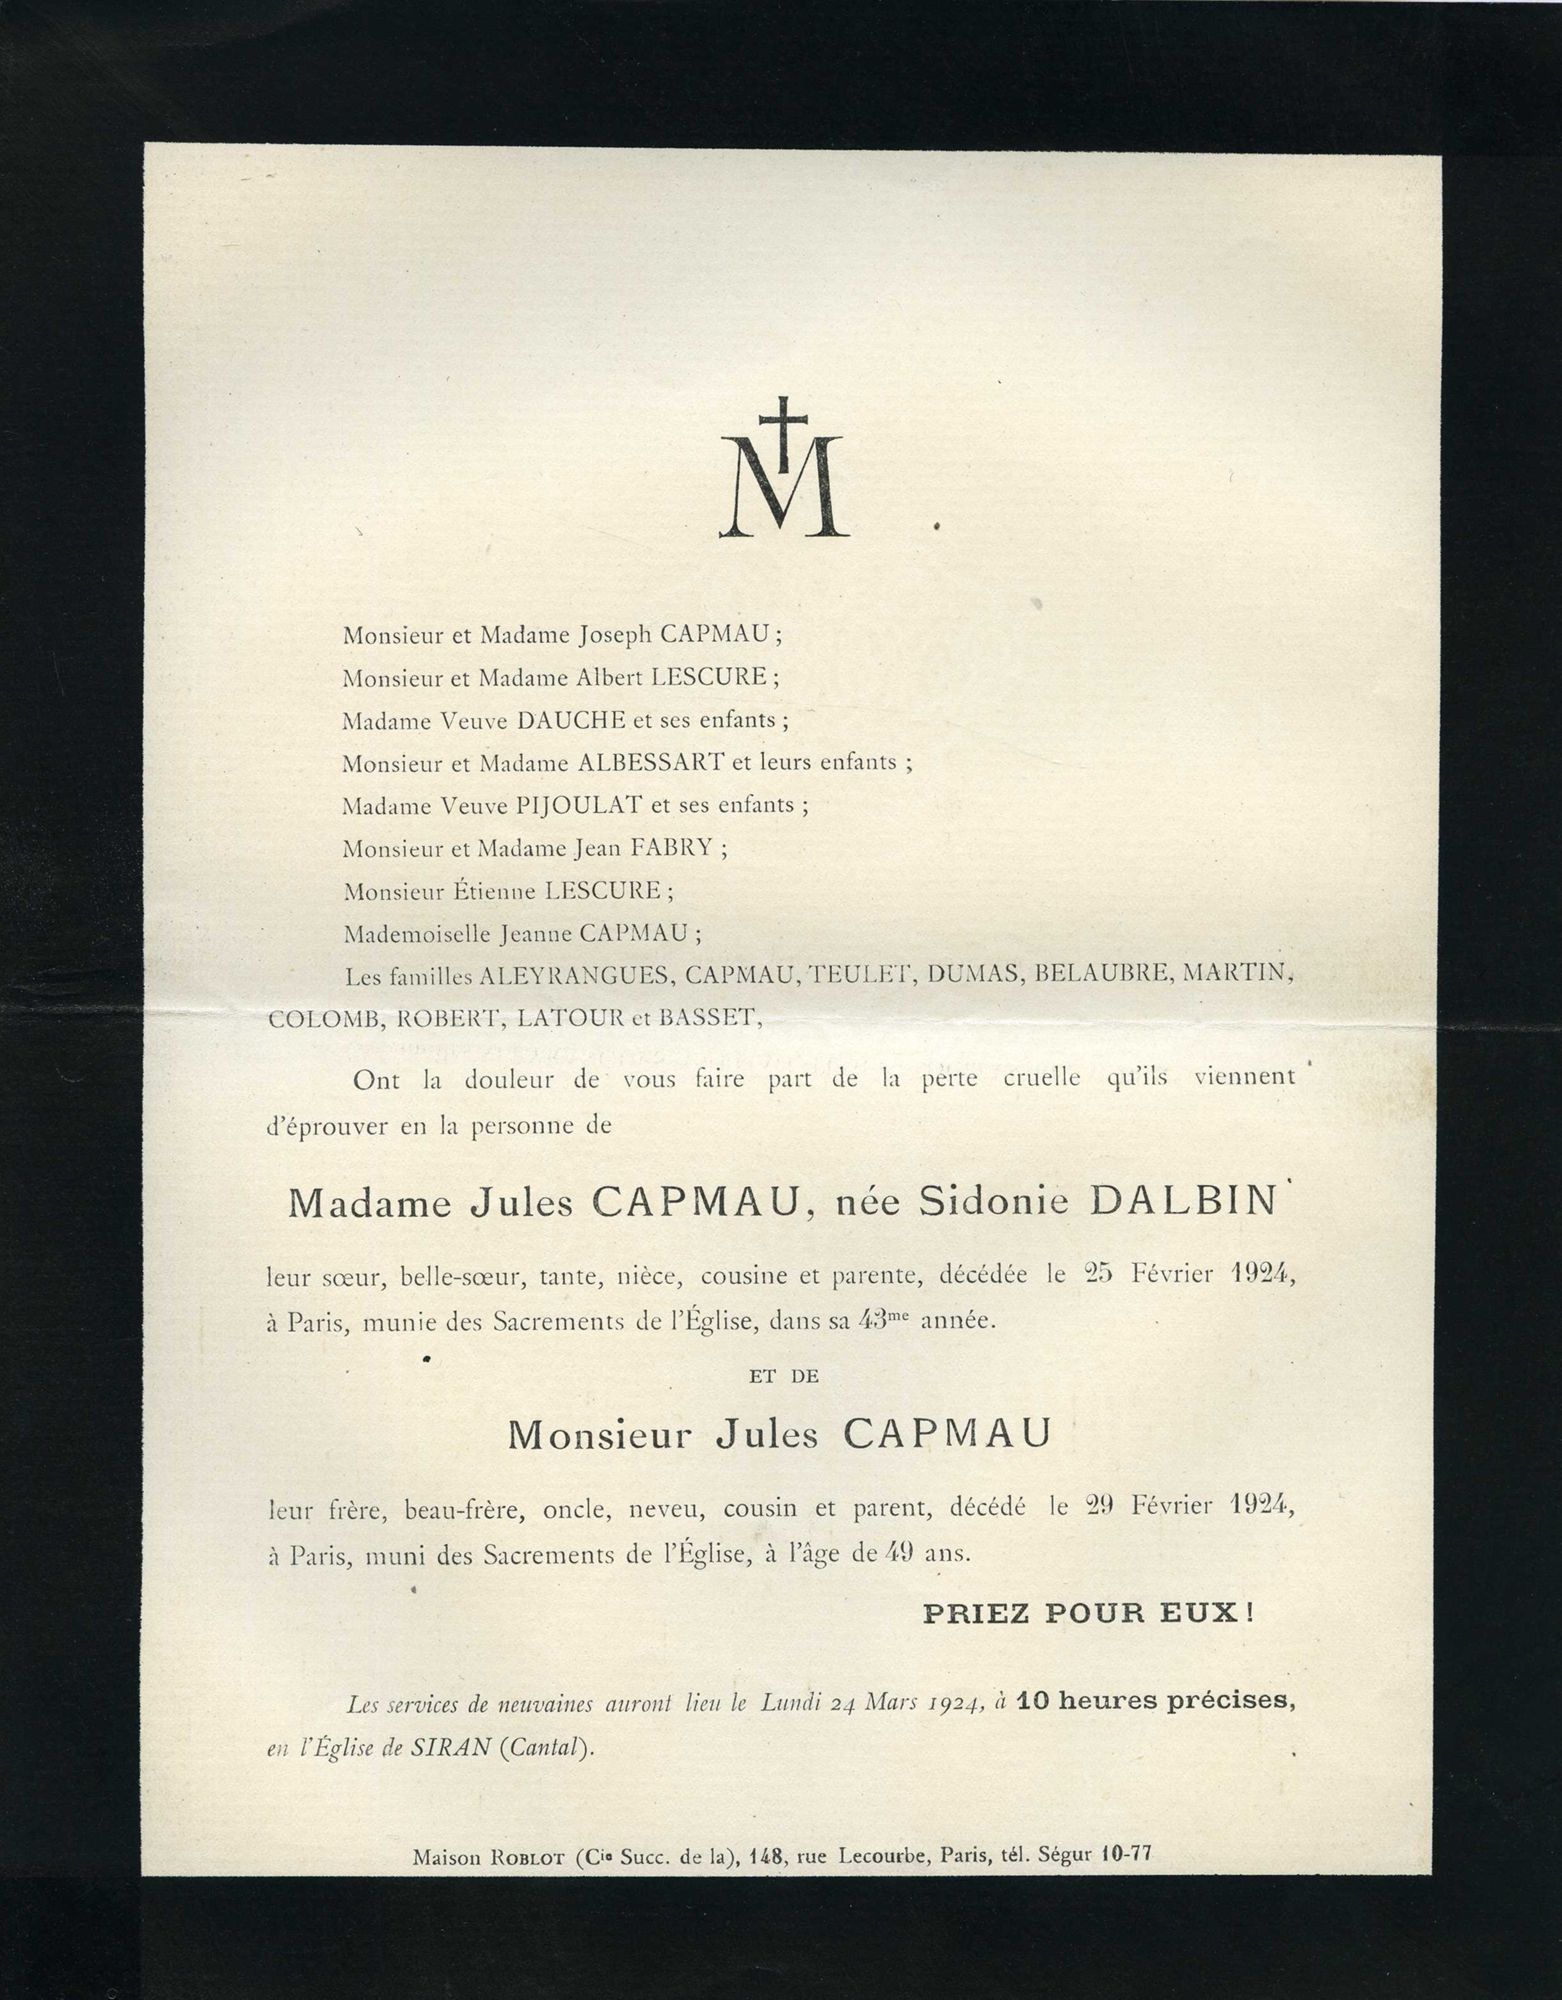 M
Monsieur et Madame Joseph CAPMAU ;
Monsieur et Madame Albert LESCURE ;
Madame Veuve DAUCHE et ses enfants ;
Monsieur et Madame ALBESSART et leurs enfants ;
Madame Veuve PIJOULAT et ses enfants ;
Monsieur et Madame Jean FABRY ;
Monsieur Étienne LESCURE ;
Mademoiselle Jeanne CAPMAU ;
Les familles ALEYRANGUES, CAPMAU, TEULET, DUMAS, BELAUBRE, MARTIN,
COLOMB, ROBERT, LATOUR et BASSET,
Ont la douleur de vous faire part de la perte cruelle qu'ils viennent
d'éprouver en la personne de
Madame Jules CAPMAU, née Sidonie DALBIN
leur sœur, belle-sœur, tante, nièce, cousine et parente, décédée le 25 Février 1924,
à Paris, munie des Sacrements de l'Église, dans sa 43me année.
ET DE
Monsieur Jules CAPMAU
leur frère, beau-frère, oncle, neveu, cousin et parent, décédé le 29 Février 1924,
à Paris, muni des Sacrements de l'Église, à l'âge de 49 ans.
PRIEZ POUR EUX !
Les services de neuvaines auront lieu le Lundi 24 Mars 1924, à 10 heures précises,
en l'Église de SIRAN (Cantal).
Maison ROBLOT (Cie Succ. de la), 148, rue Lecourbe, Paris, tél. Ségur 10-77